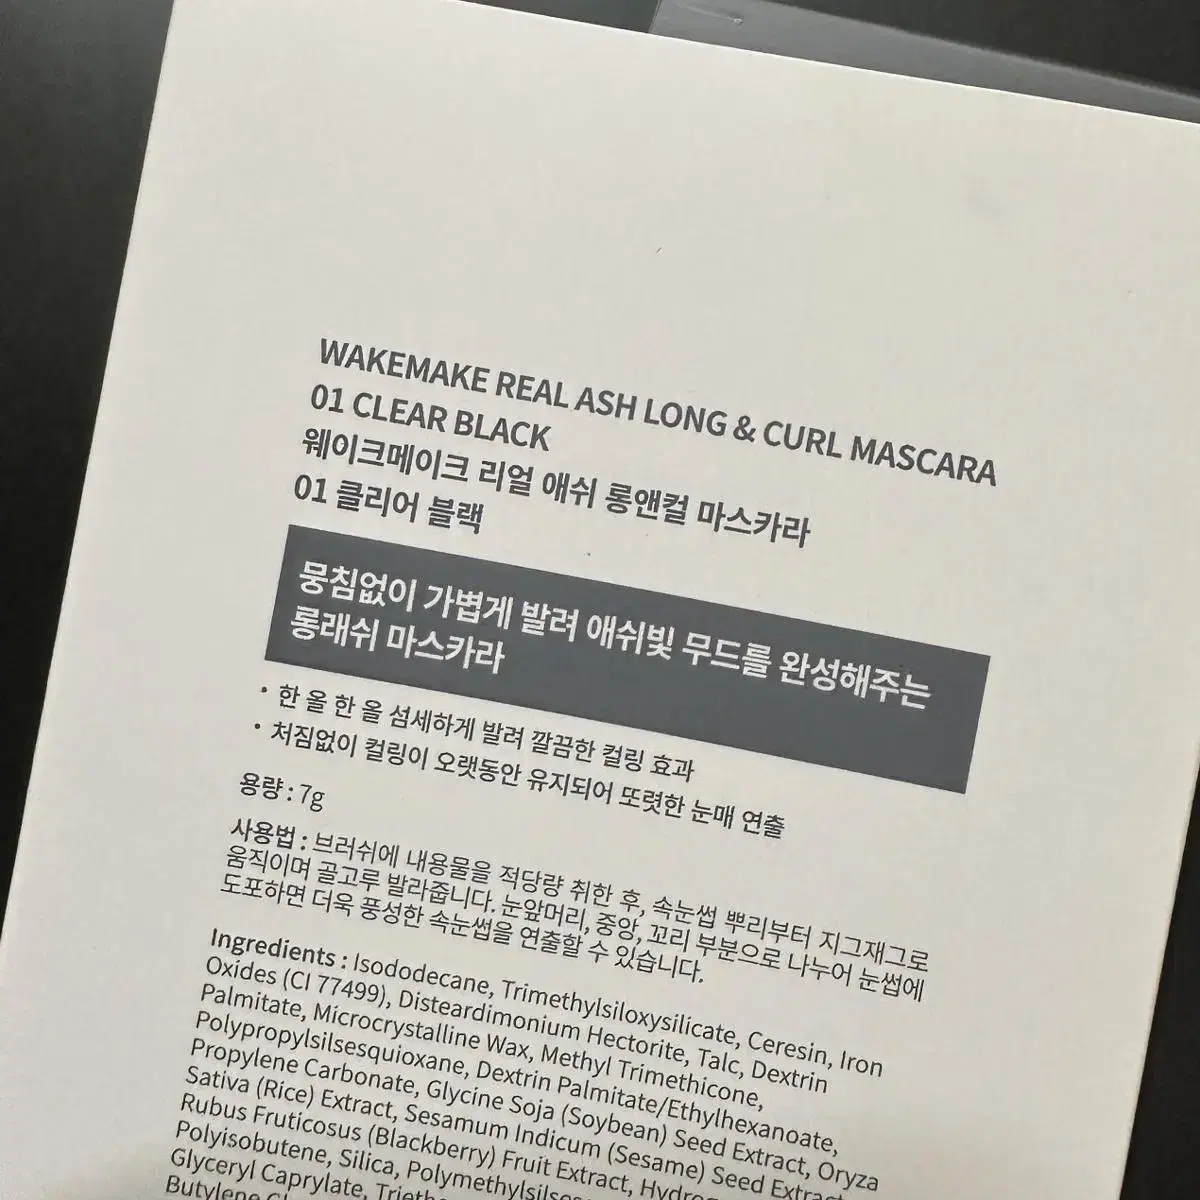 WAKEMAKE REAL ASH LONG & CURL MASCARA
01 CLEAR BLACK
웨이크메이크 리얼 애쉬 롱앤컬 마스카라
01 클리어 블랙
뭉침없이 가볍게 발려 애쉬빛 무드를 완성해주는
롱래쉬 마스카라
• 한 올 한 올 섬세하게 발려 깔끔한 컬링 효과
• 처짐없이 컬링이 오랫동안 유지되어 또렷한 눈매 연출
용량 : 7g
사용법 : 브러쉬에 내용물을 적당량 취한 후, 속눈썹 뿌리부터 지그재그로
움직이며 골고루 발라줍니다. 눈앞머리, 중앙, 꼬리 부분으로 나누어 눈썹에
도포하면 더욱 풍성한 속눈썹을 연출할 수 있습니다.
Ingredients : Isododecane, Trimethylsiloxysilicate, Ceresin, Iron
Oxides (CI 77499), Disteardimonium Hectorite, Talc, Dextrin
Palmitate, Microcrystalline Wax, Methyl Trimethicone,
Polypropylsilsesquioxane, Dextrin Palmitate/Ethylhexanoate,
Propylene Carbonate, Glycine Soja (Soybean) Seed Extract, Oryza
Sativa (Rice) Extract, Sesamum Indicum (Sesame) Seed Extract,
Rubus Fruticosus (Blackberry) Fruit Extract,
Polyisobutene, Silica,
Glyceryl Caprylate,
Butylene